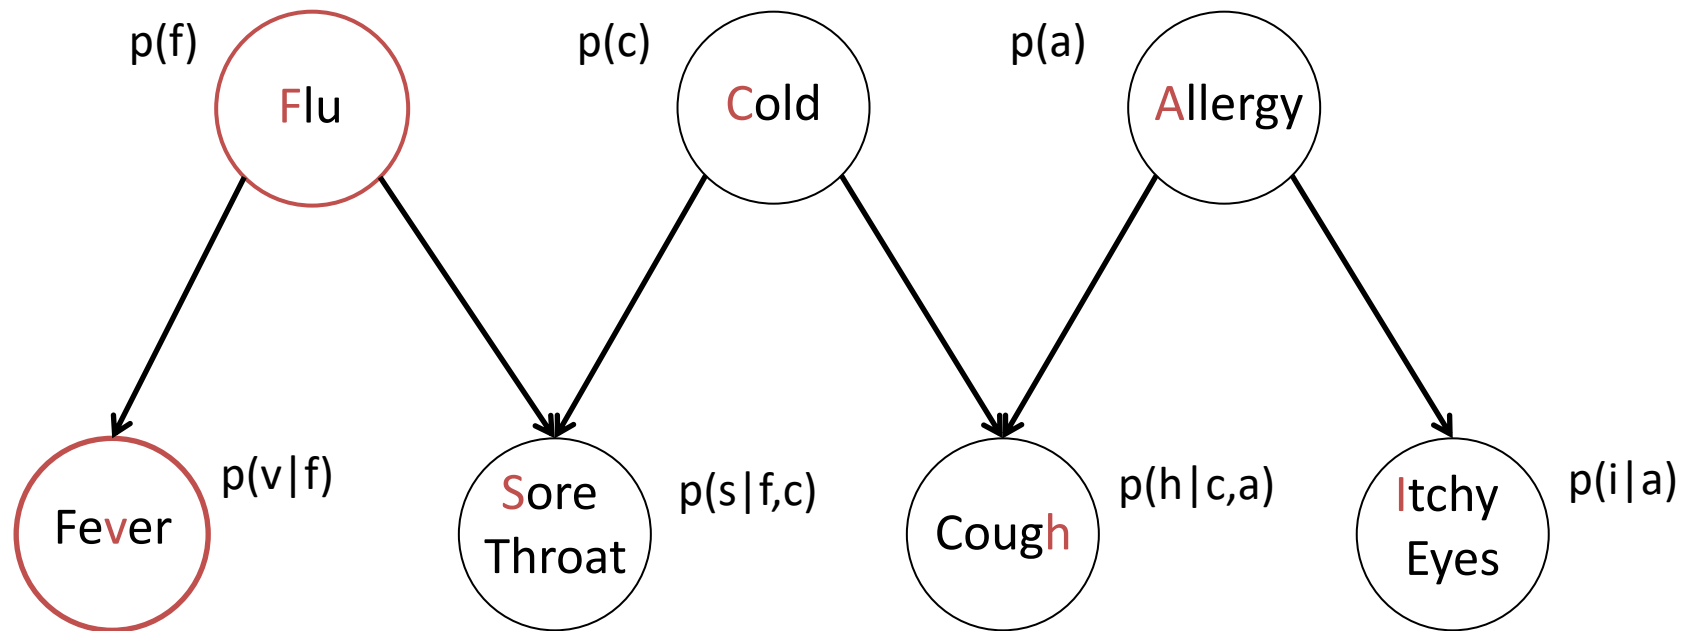 p(f)
Flu
p(c)
Cold
p(a)
Allergy
Fever
p(v|f)
Sore
Throat
p(s|f,c)
Cough
p(h|c,a)
Itchy
Eyes
p(i|a)